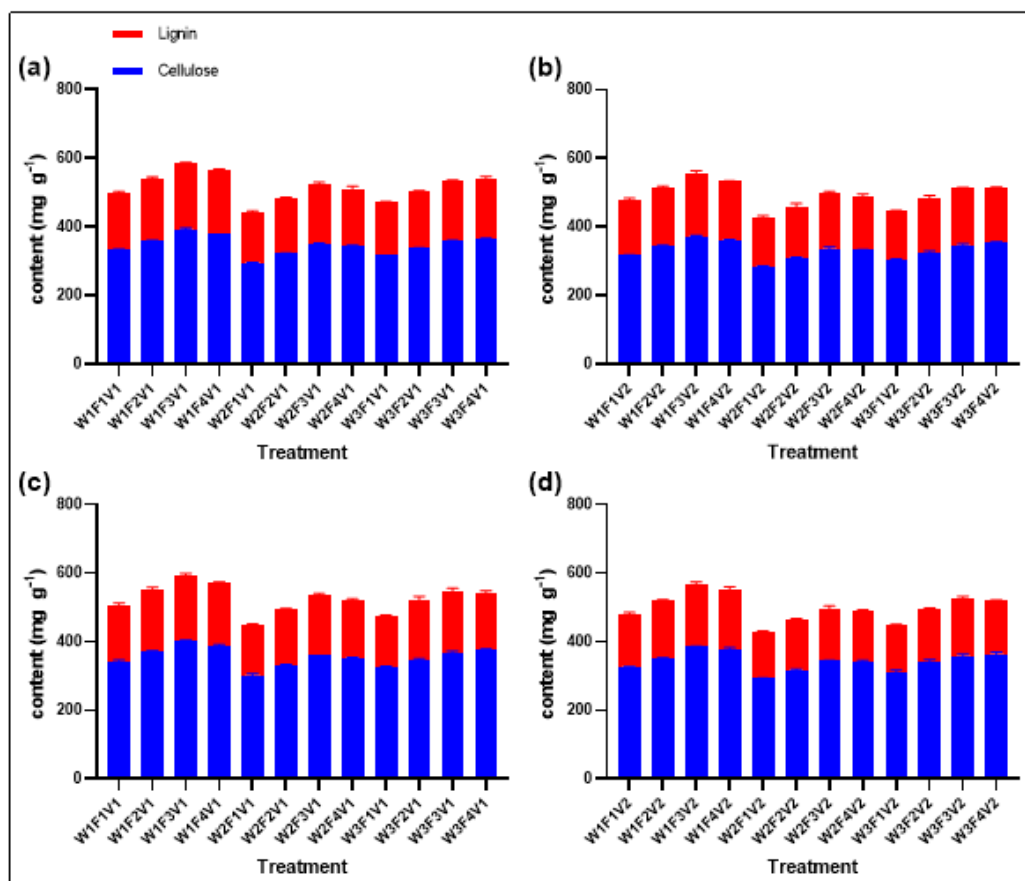 Lignin
Cellulose
(a)
800
600
400
200
0
content (mg g⁻¹)
W1F1V1
W1F2V1
W1F3V1
W1F4V1
W2F1V1
W2F2V1
W2F3V1
W2F4V1
W3F1V1
W3F2V1
W3F3V1
W3F4V1
Treatment
(b)
800
600
400
200
0
content (mg g⁻¹)
W1F1V2
W1F2V2
W1F3V2
W1F4V2
W2F1V2
W2F2V2
W2F3V2
W2F4V2
W3F1V2
W3F2V2
W3F3V2
W3F4V2
Treatment
(c)
800
600
400
200
0
content (mg g⁻¹)
W1F1V1
W1F2V1
W1F3V1
W1F4V1
W2F1V1
W2F2V1
W2F3V1
W2F4V1
W3F1V1
W3F2V1
W3F3V1
W3F4V1
Treatment
(d)
800
600
400
200
0
content (mg g⁻¹)
W1F1V2
W1F2V2
W1F3V2
W1F4V2
W2F1V2
W2F2V2
W2F3V2
W2F4V2
W3F1V2
W3F2V2
W3F3V2
W3F4V2
Treatment